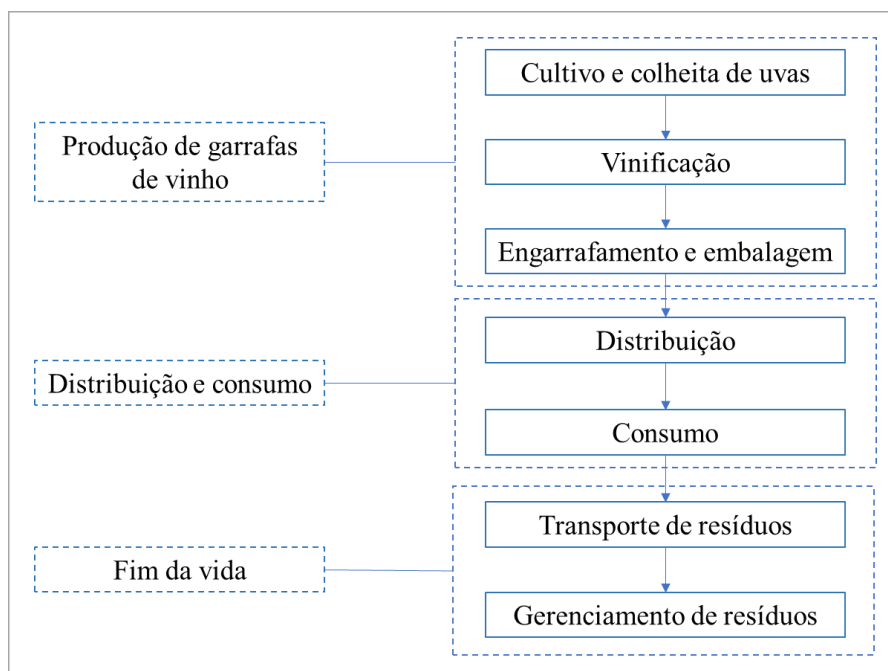 Cultivo e colheita de uvas
Produção de garrafas
de vinho
Vinificação
Engarrafamento e embalagem
Distribuição
Distribuição e consumo
Consumo
Transporte de resíduos
Fim da vida
Gerenciamento de resíduos